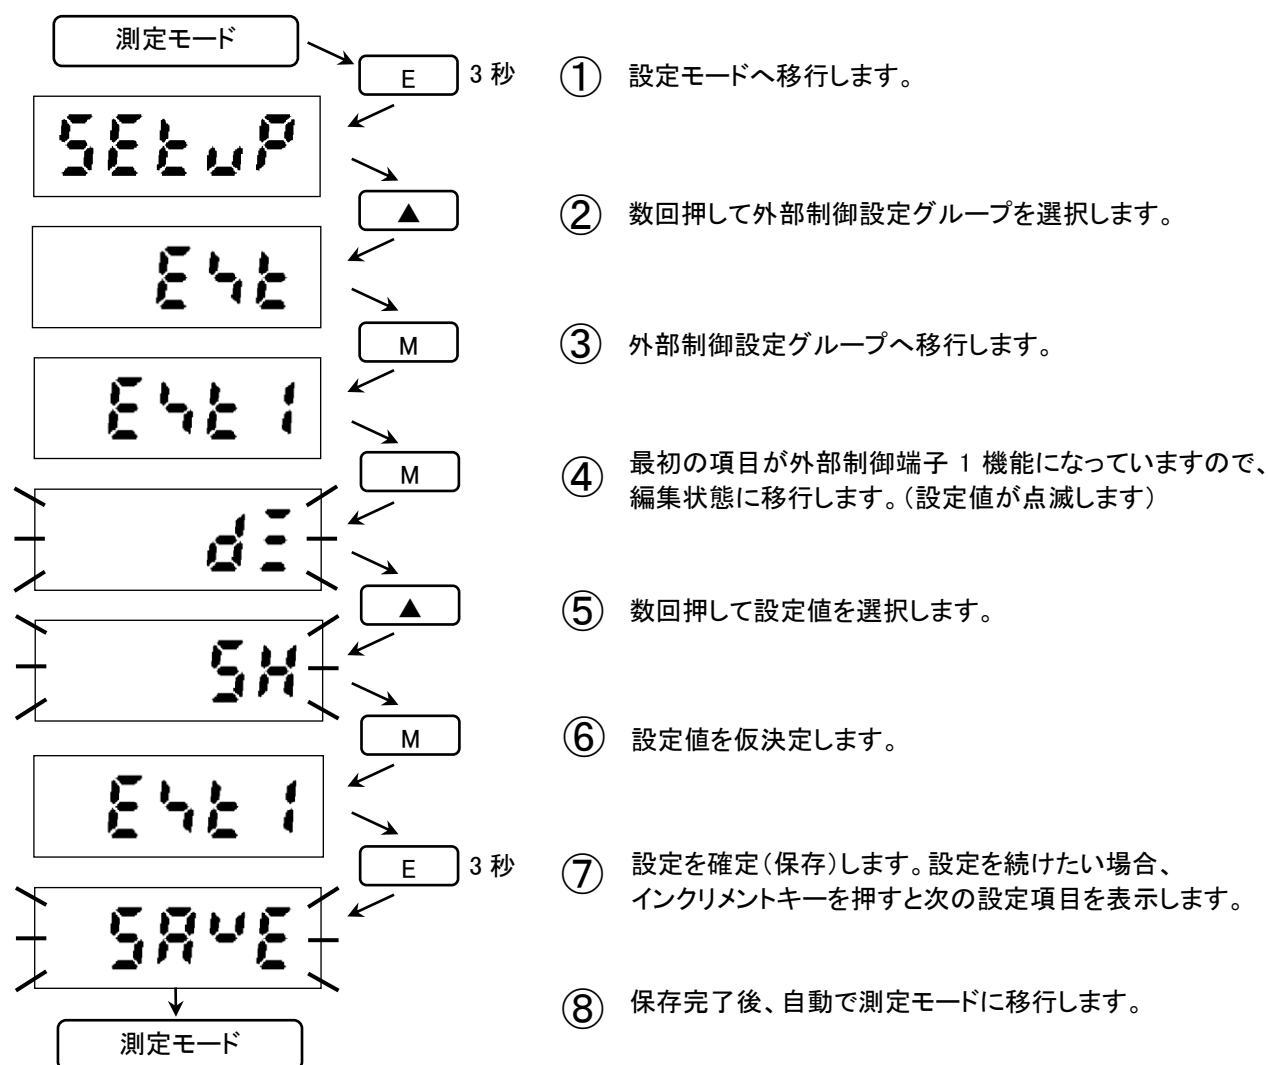 測定モード
E 3 秒
① 設定モードへ移行します。
SEtuP
▲
② 数回押して外部制御設定グループを選択します。
M
③ 外部制御設定グループへ移行します。
1
M
④ 最初の項目が外部制御端子 1 機能になっていますので、
編集状態に移行します。（設定値が点滅します）
▲
⑤ 数回押して設定値を選択します。
SH
M
⑥ 設定値を仮決定します。
1
E 3 秒
⑦ 設定を確定（保存）します。設定を続けたい場合、
インクリメントキーを押すと次の設定項目を表示します。
SAvE
⑧ 保存完了後、自動で測定モードに移行します。
測定モード